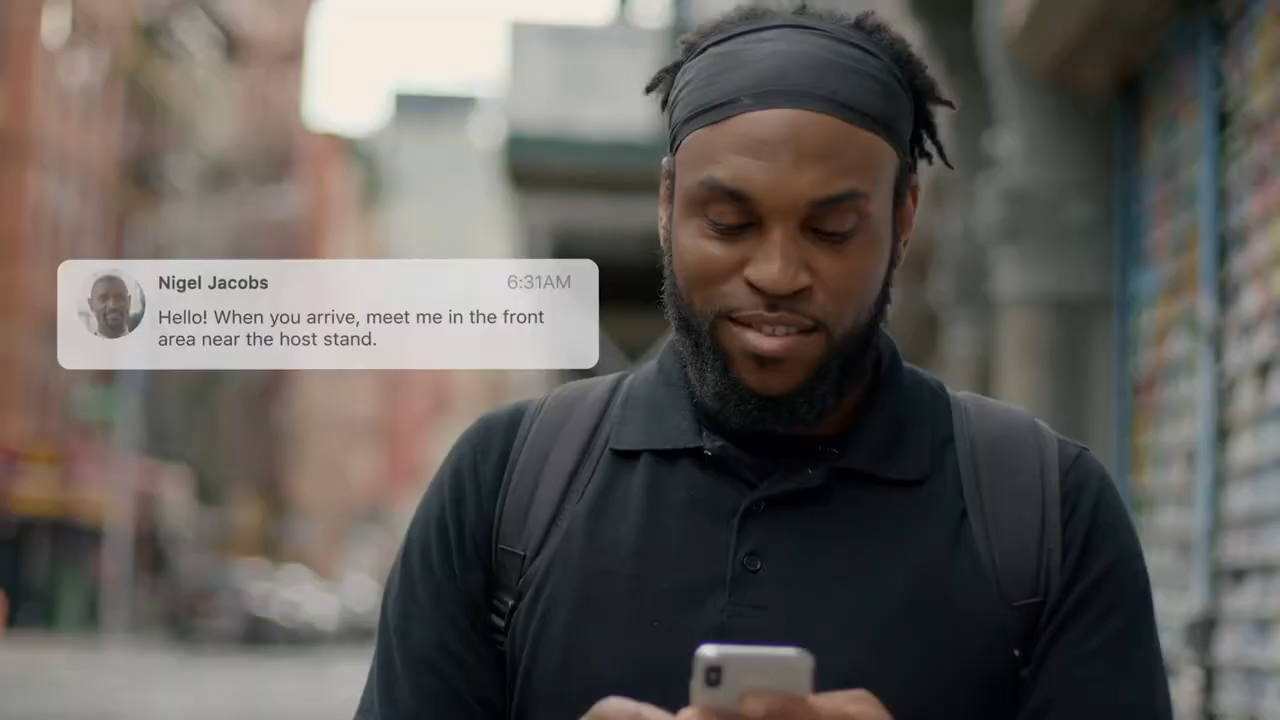 Nigel Jacobs 6:31AM
Hello! When you arrive, meet me in the front
area near the host stand.